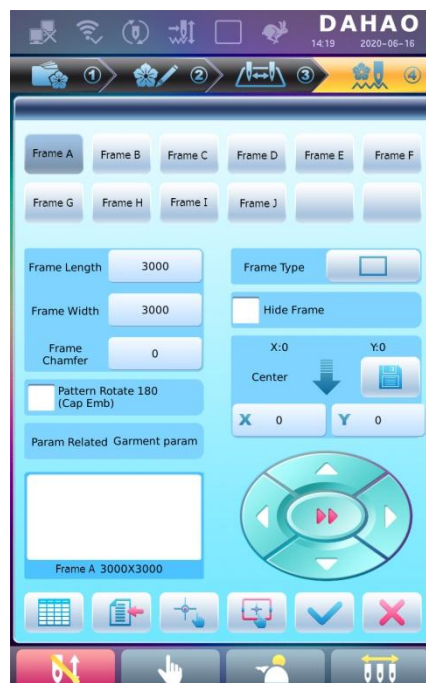 DAHAO
14:19 2020-06-16
① ② ③ ④
Frame A Frame B Frame C Frame D Frame E Frame F
Frame G Frame H Frame I Frame J
Frame Length 3000 Frame Type
Frame Width 3000 Hide Frame
Frame Chamfer 0
X:0 Y:0
Center
Pattern Rotate 180
(Cap Emb)
X 0 Y 0
Param Related Garment param
Frame A 3000X3000